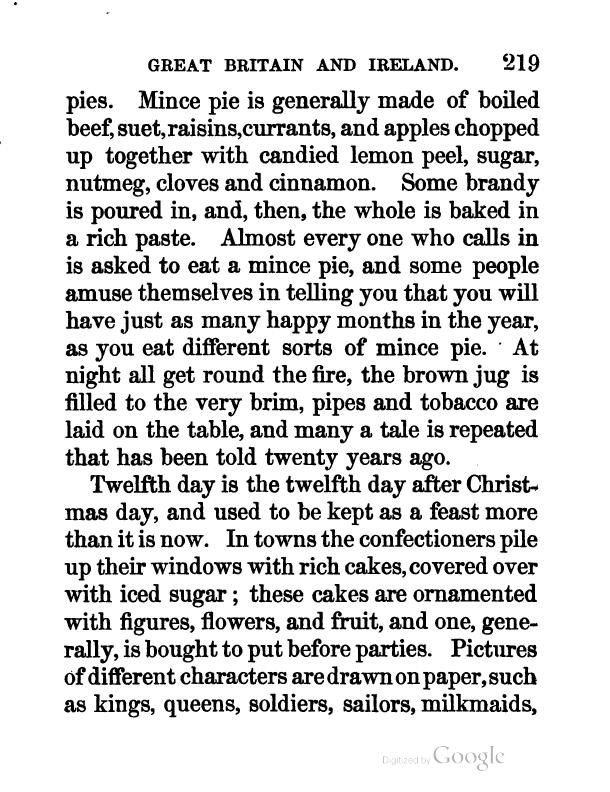 GREAT BRITAIN AND IRELAND. 219
pies. Mince pie is generally made of boiled
beef, suet, raisins, currants, and apples chopped
up together with candied lemon peel, sugar,
nutmeg, cloves and cinnamon. Some brandy
is poured in, and, then, the whole is baked in
a rich paste. Almost every one who calls in
is asked to eat a mince pie, and some people
amuse themselves in telling you that you will
have just as many happy months in the year,
as you eat different sorts of mince pie. At
night all get round the fire, the brown jug is
filled to the very brim, pipes and tobacco are
laid on the table, and many a tale is repeated
that has been told twenty years ago.
Twelfth day is the twelfth day after Christ-
mas day, and used to be kept as a feast more
than it is now. In towns the confectioners pile
up their windows with rich cakes, covered over
with iced sugar; these cakes are ornamented
with figures, flowers, and fruit, and one, gene-
rally, is bought to put before parties. Pictures
of different characters are drawn on paper, such
as kings, queens, soldiers, sailors, milkmaids,
Digitized by Google